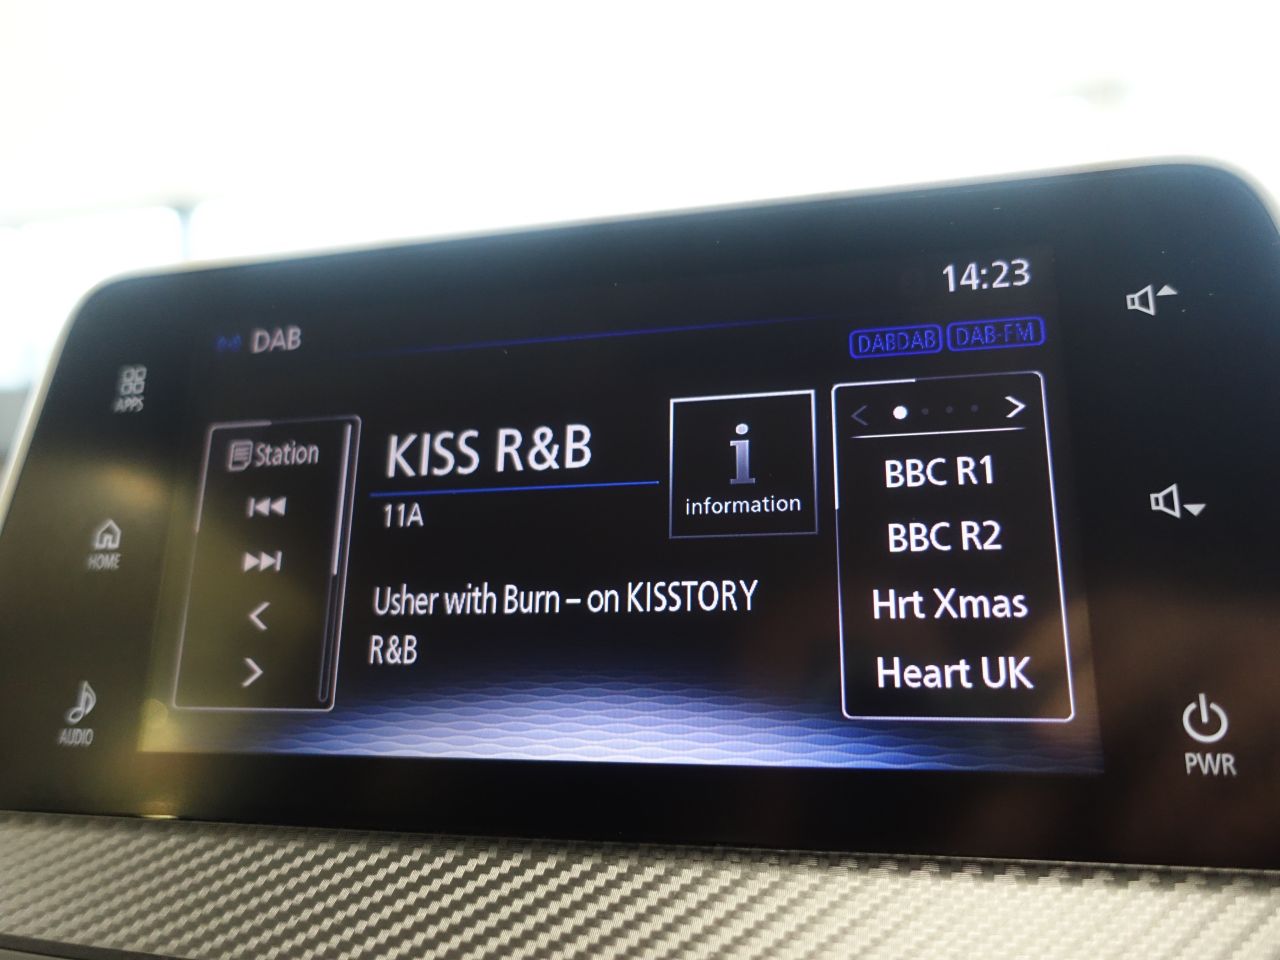 14:23
DAB
DABDAB DAB-FM
APPS
HOME
AUDIO
Station
KISS R&B
11A
Usher with Burn – on KISSTORY
R&B
i
information
BBC R1
BBC R2
Hrt Xmas
Heart UK
PWR